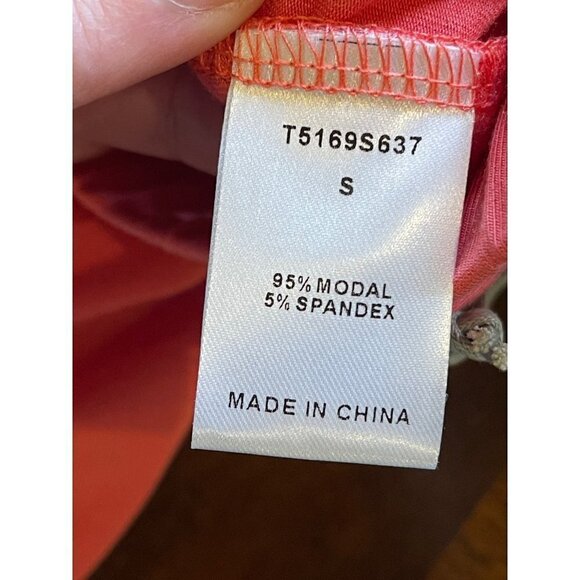 T5169S637
S
95% MODAL
5% SPANDEX
MADE IN CHINA